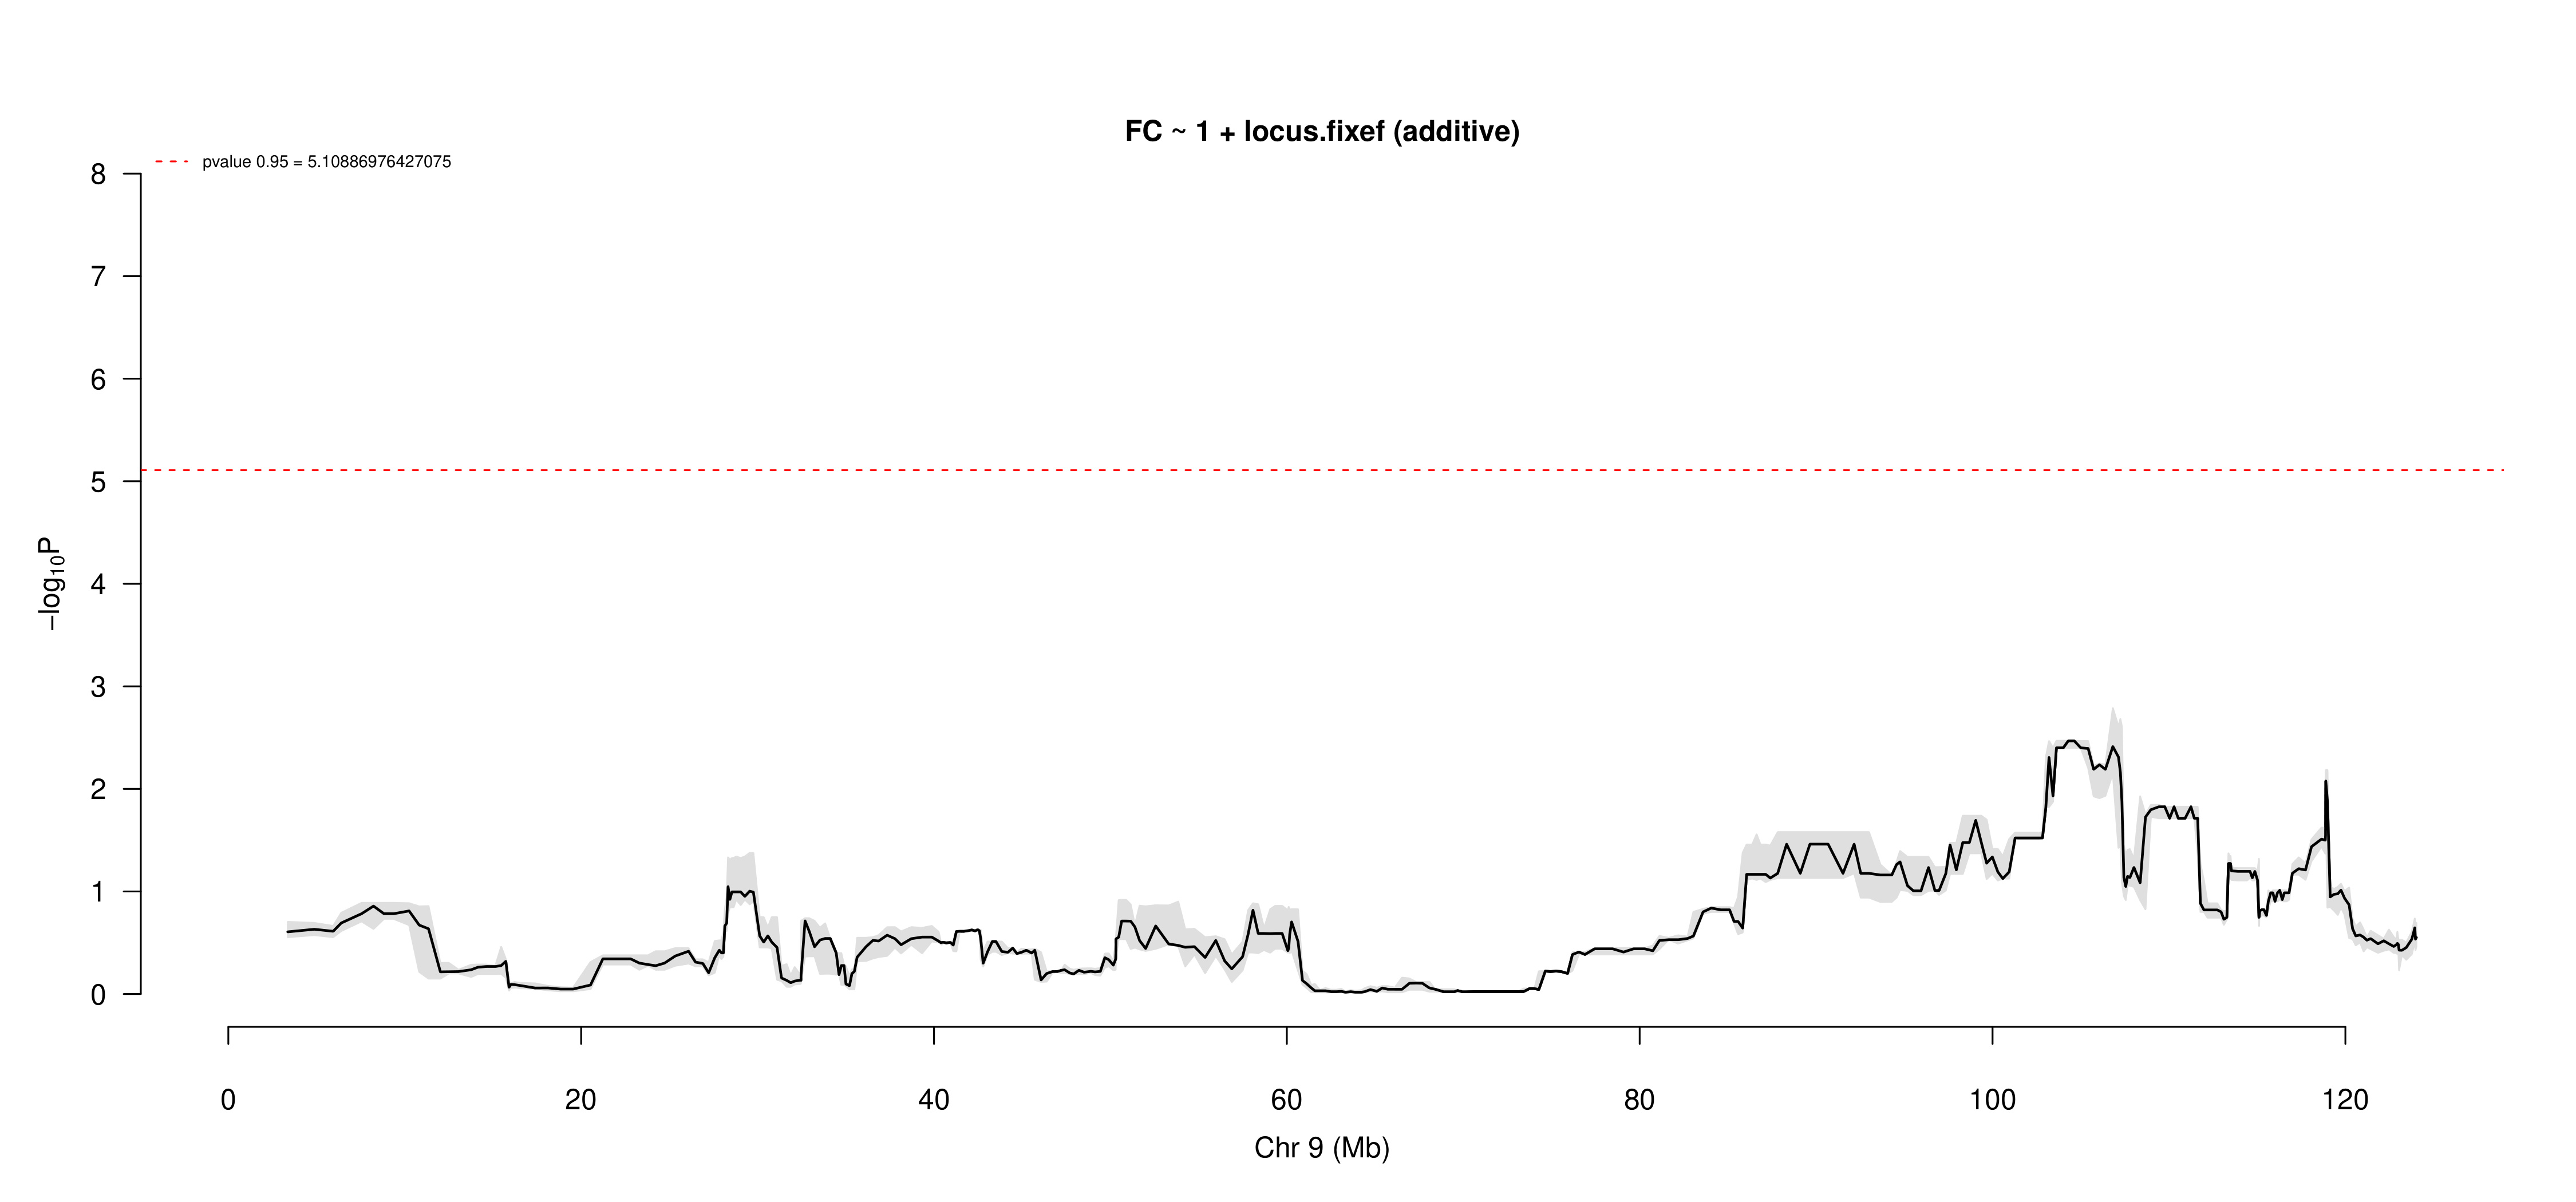 FC ~ 1 + locus.fixef (additive)
pvalue 0.95 = 5.10886976427075
8
7
6
5
4
3
2
1
0
−log10P
0 20 40 60 80 100 120
Chr 9 (Mb)